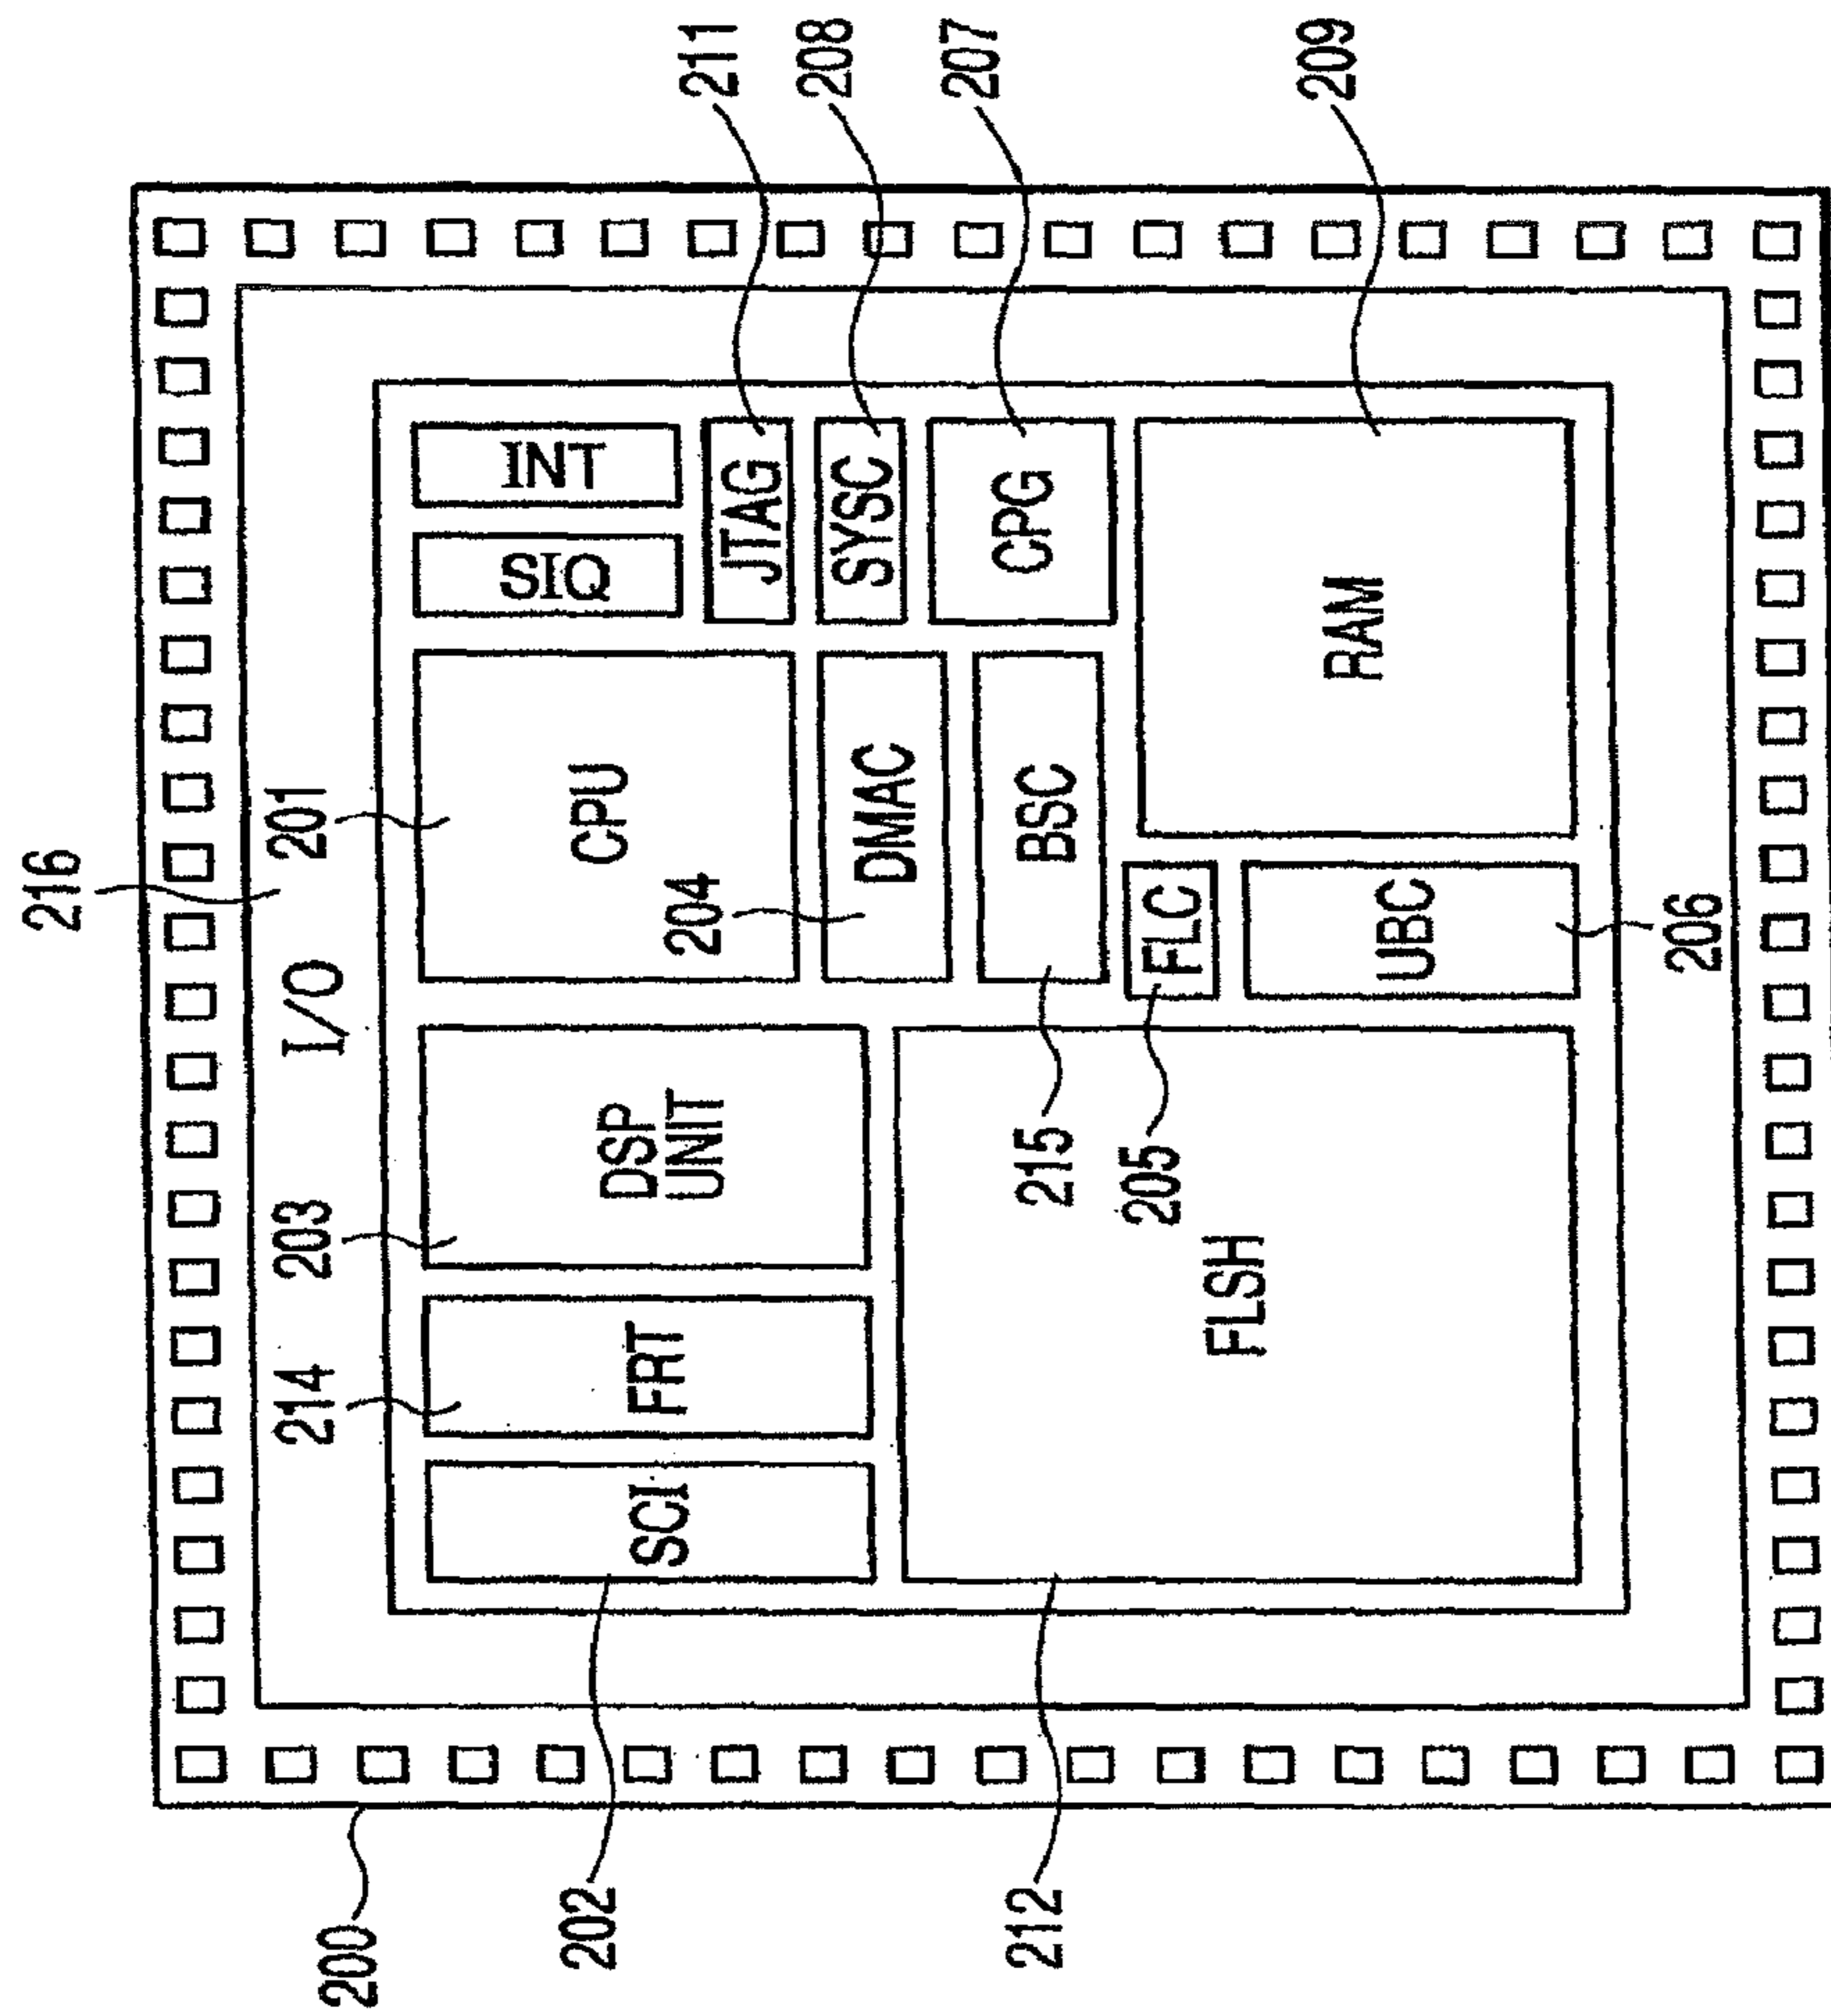 216
214
203
I/O
201
200
202
SCI
FRT
DSP
UNIT
CPU
SIQ
INT
204
JTAG
211
DMAC
SYSC
208
212
215
BSC
CPG
207
205
FLC
FLSH
UBC
RAM
209
206